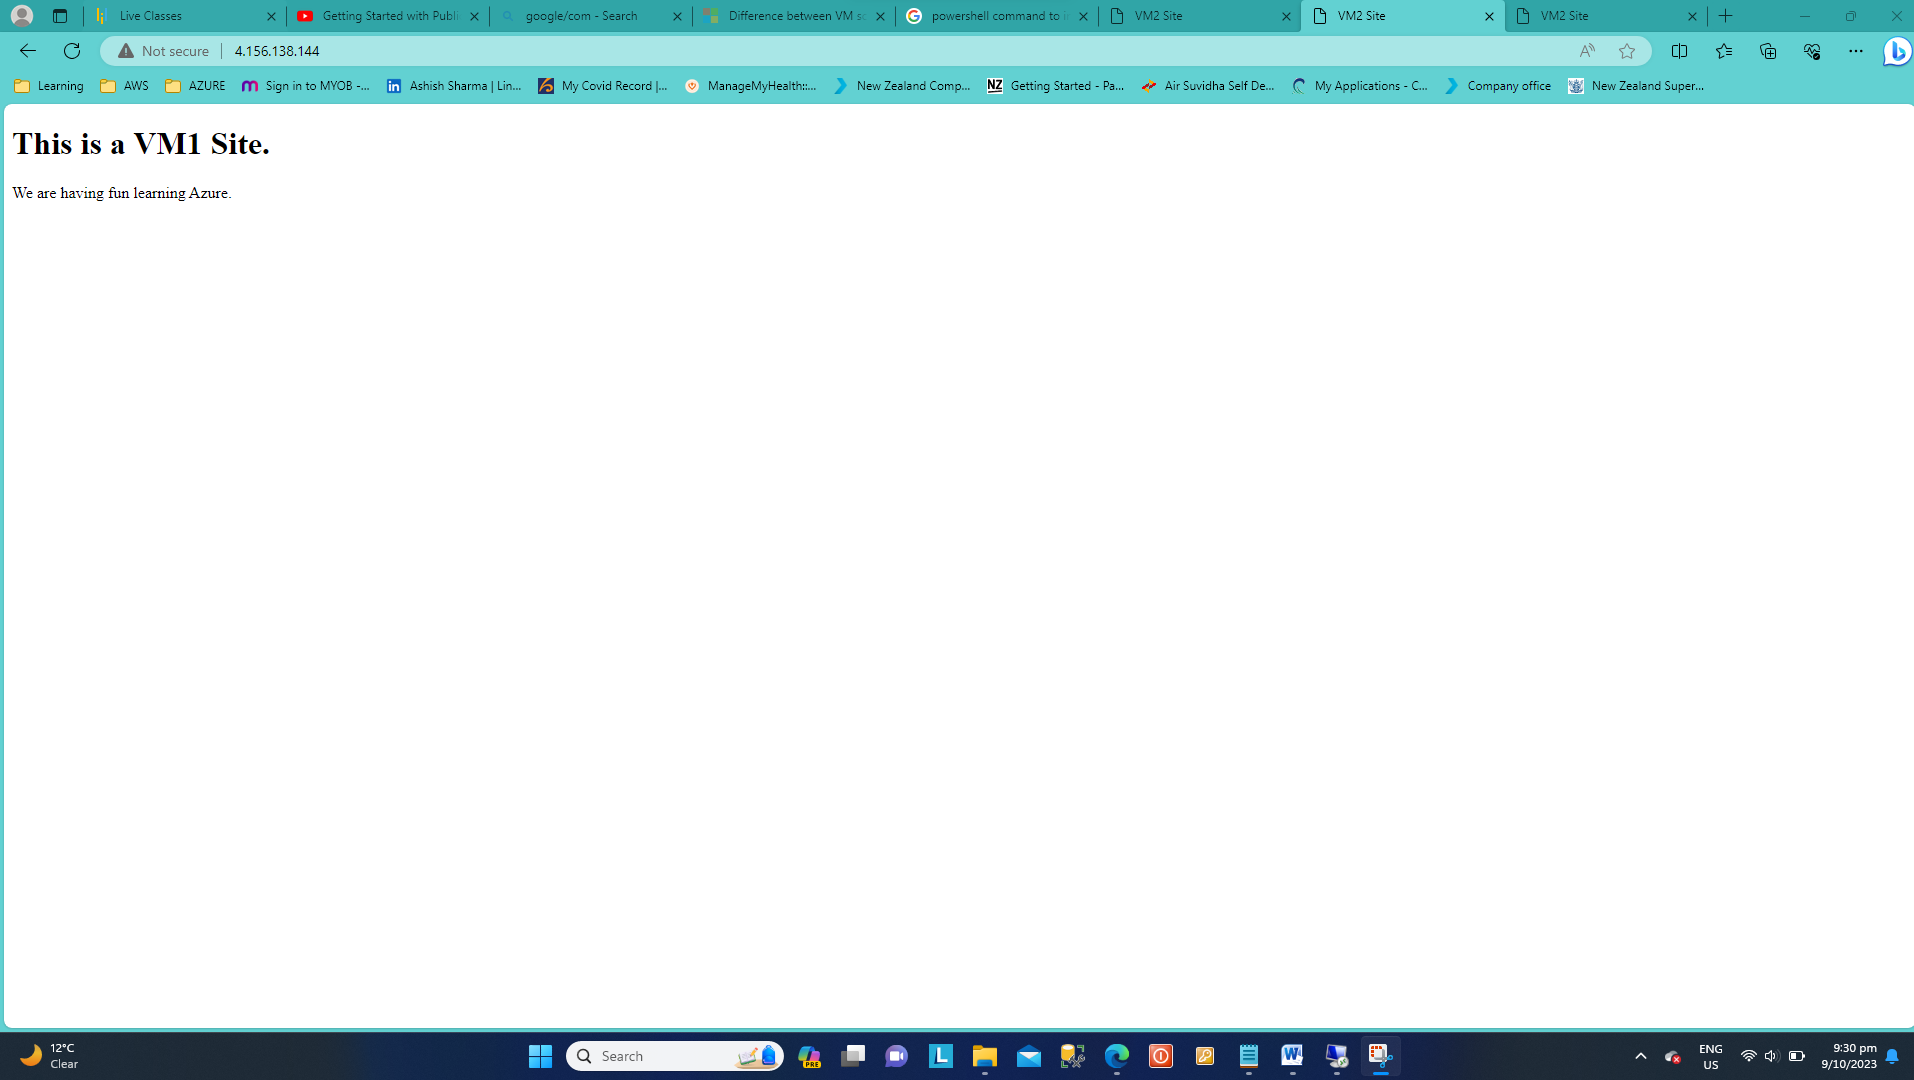 Live Classes
Getting Started with Publi
google/com - Search
Difference between VM sc
powershell command to i
VM2 Site
VM2 Site
VM2 Site
Not secure
4.156.138.144
Learning
AWS
AZURE
Sign in to MYOB -...
Ashish Sharma | Lin...
My Covid Record |...
ManageMyHealth::...
New Zealand Comp...
NZ
Getting Started - Pa...
Air Suvidha Self De...
My Applications - C...
Company office
New Zealand Super...
This is a VM1 Site.
We are having fun learning Azure.
12°C
Clear
Search
PRE
ENG
US
9:30 pm
9/10/2023